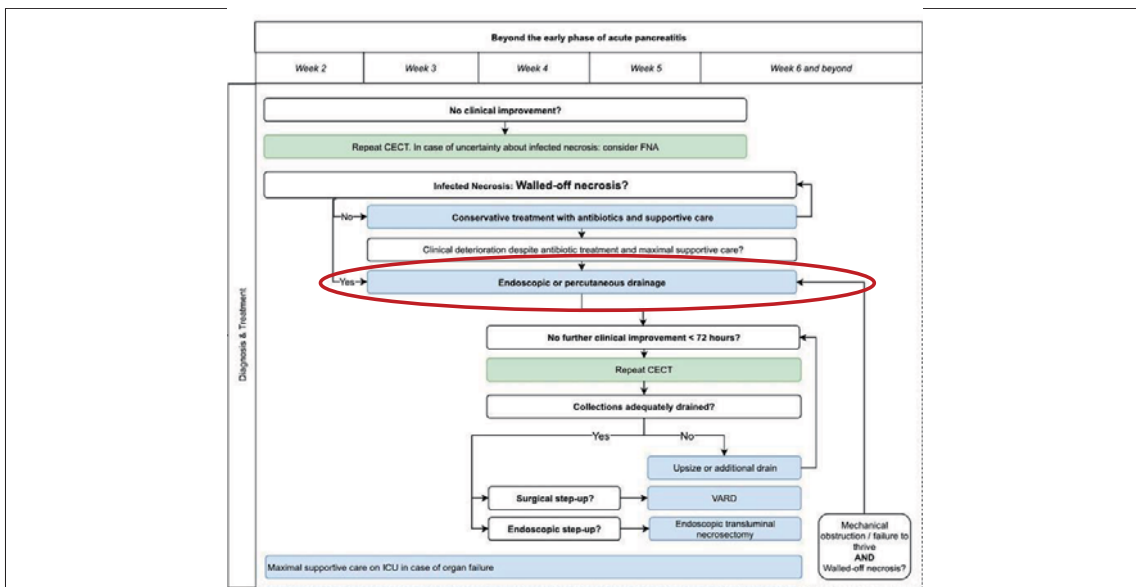 Beyond the early phase of acute pancreatitis
Week 2
Week 3
Week 4
Week 5
Week 6 and beyond
Diagnosis & Treatment
No clinical improvement?
Repeat CECT. In case of uncertainty about infected necrosis: consider FNA
Infected Necrosis: Walled-off necrosis?
No
Conservative treatment with antibiotics and supportive care
Clinical deterioration despite antibiotic treatment and maximal supportive care?
Yes
Endoscopic or percutaneous drainage
No further clinical improvement < 72 hours?
Repeat CECT
Collections adequately drained?
Yes
No
Upsize or additional drain
Surgical step-up?
VARD
Endoscopic step-up?
Endoscopic transluminal
necrosectomy
Mechanical
obstruction / failure to
thrive
AND
Walled-off necrosis?
Maximal supportive care on ICU in case of organ failure